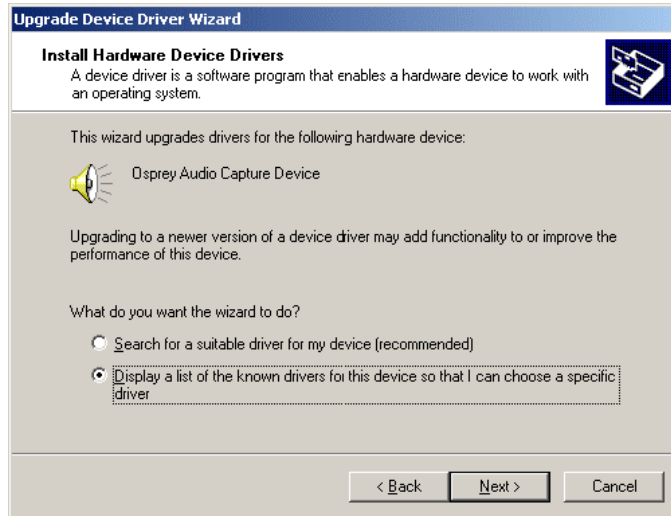 Upgrade Device Driver Wizard
Install Hardware Device Drivers
A device driver is a software program that enables a hardware device to work with
an operating system.
This wizard upgrades drivers for the following hardware device:
Osprey Audio Capture Device
Upgrading to a newer version of a device driver may add functionality to or improve the
performance of this device.
What do you want the wizard to do?
Search for a suitable driver for my device (recommended)
Display a list of the known drivers for this device so that I can choose a specific
driver
< Back Next > Cancel